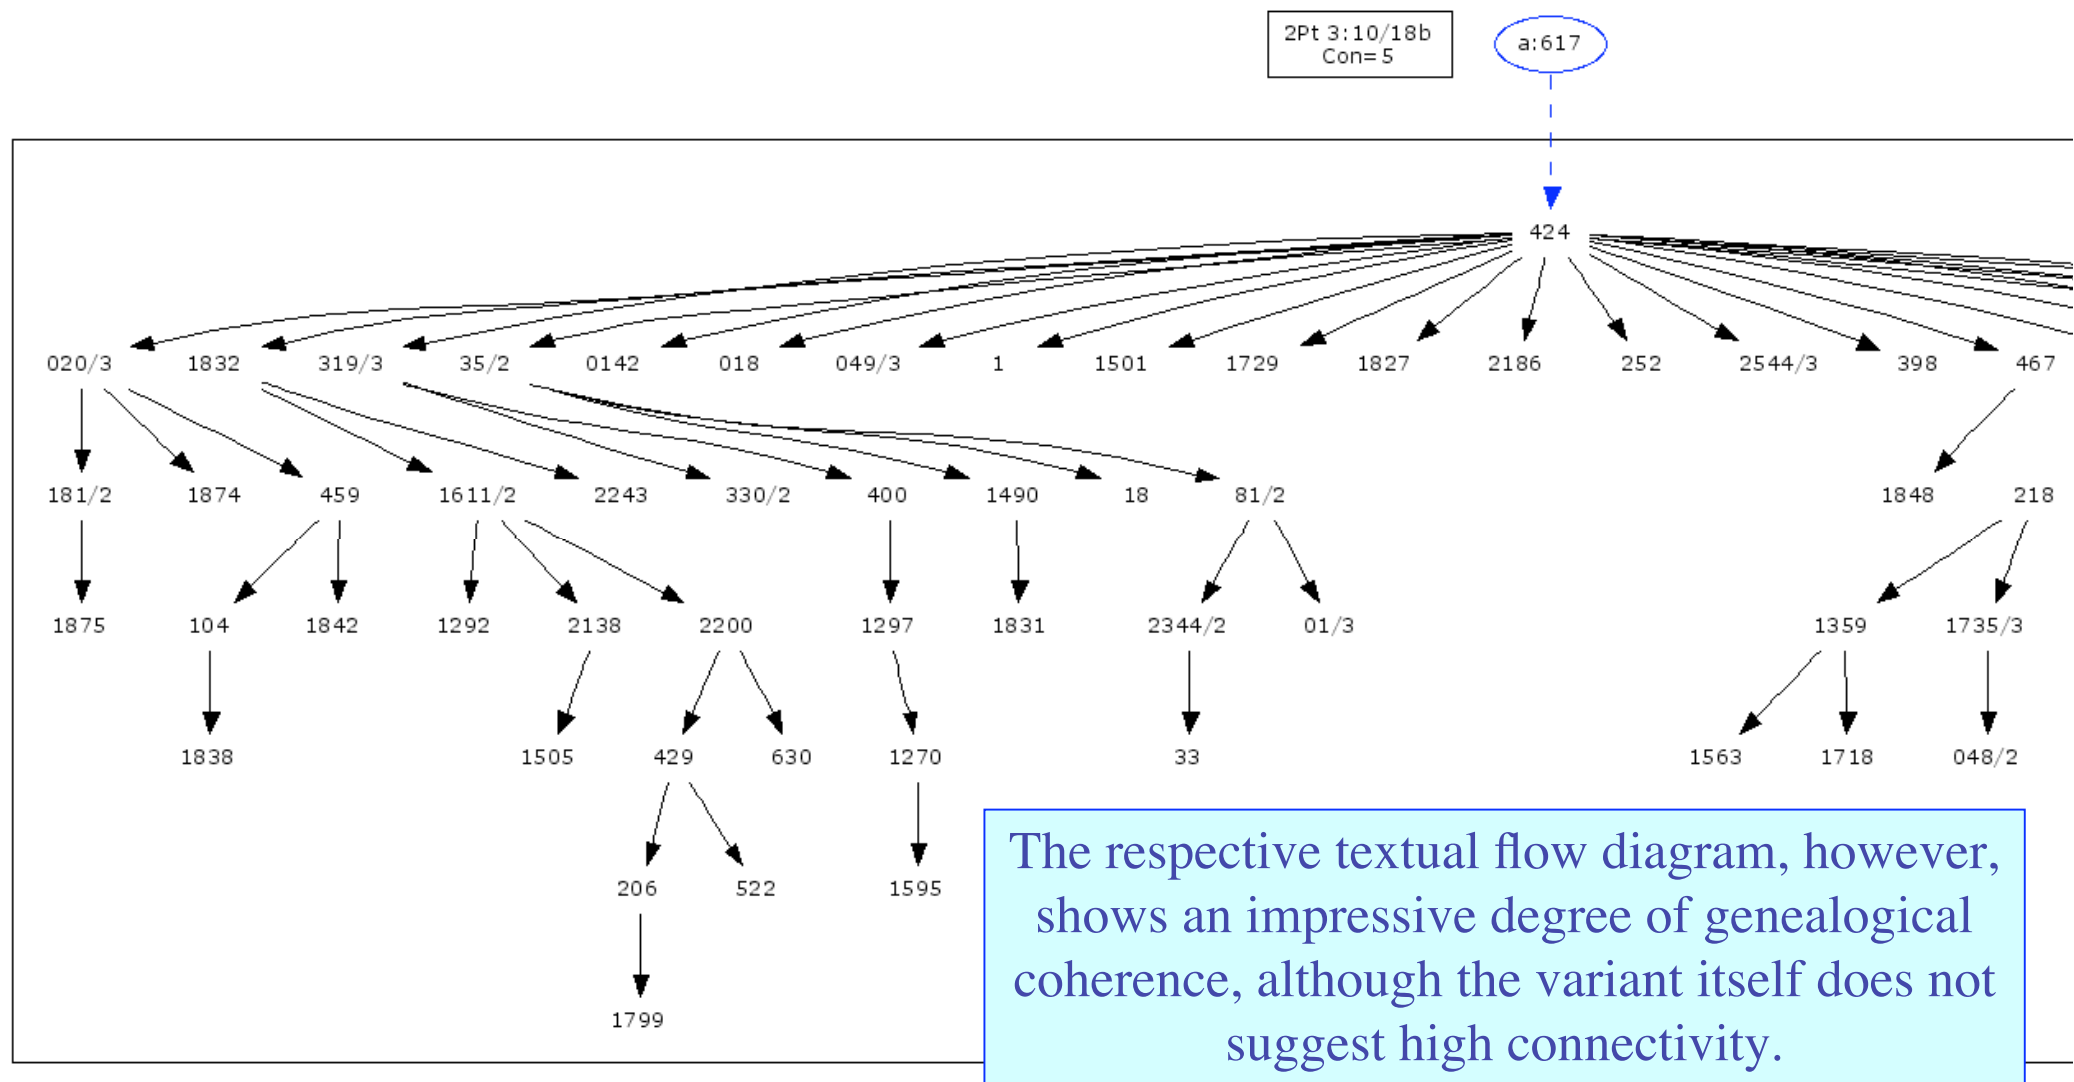 2Pt 3:10/18b
Con=5
a:617
424
020/3 1832 319/3 35/2 0142 018 049/3 1 1501 1729 1827 2186 252 2544/3 398 467
181/2 1874 459 1611/2 2243 330/2 400 1490 18 81/2 1848 218
1875 104 1842 1292 2138 2200 1297 1831 2344/2 01/3 1359 1735/3
1838 1505 429 630 1270 33 1563 1718 048/2
206 522 1595
1799
The respective textual flow diagram, however,
shows an impressive degree of genealogical
coherence, although the variant itself does not
suggest high connectivity.